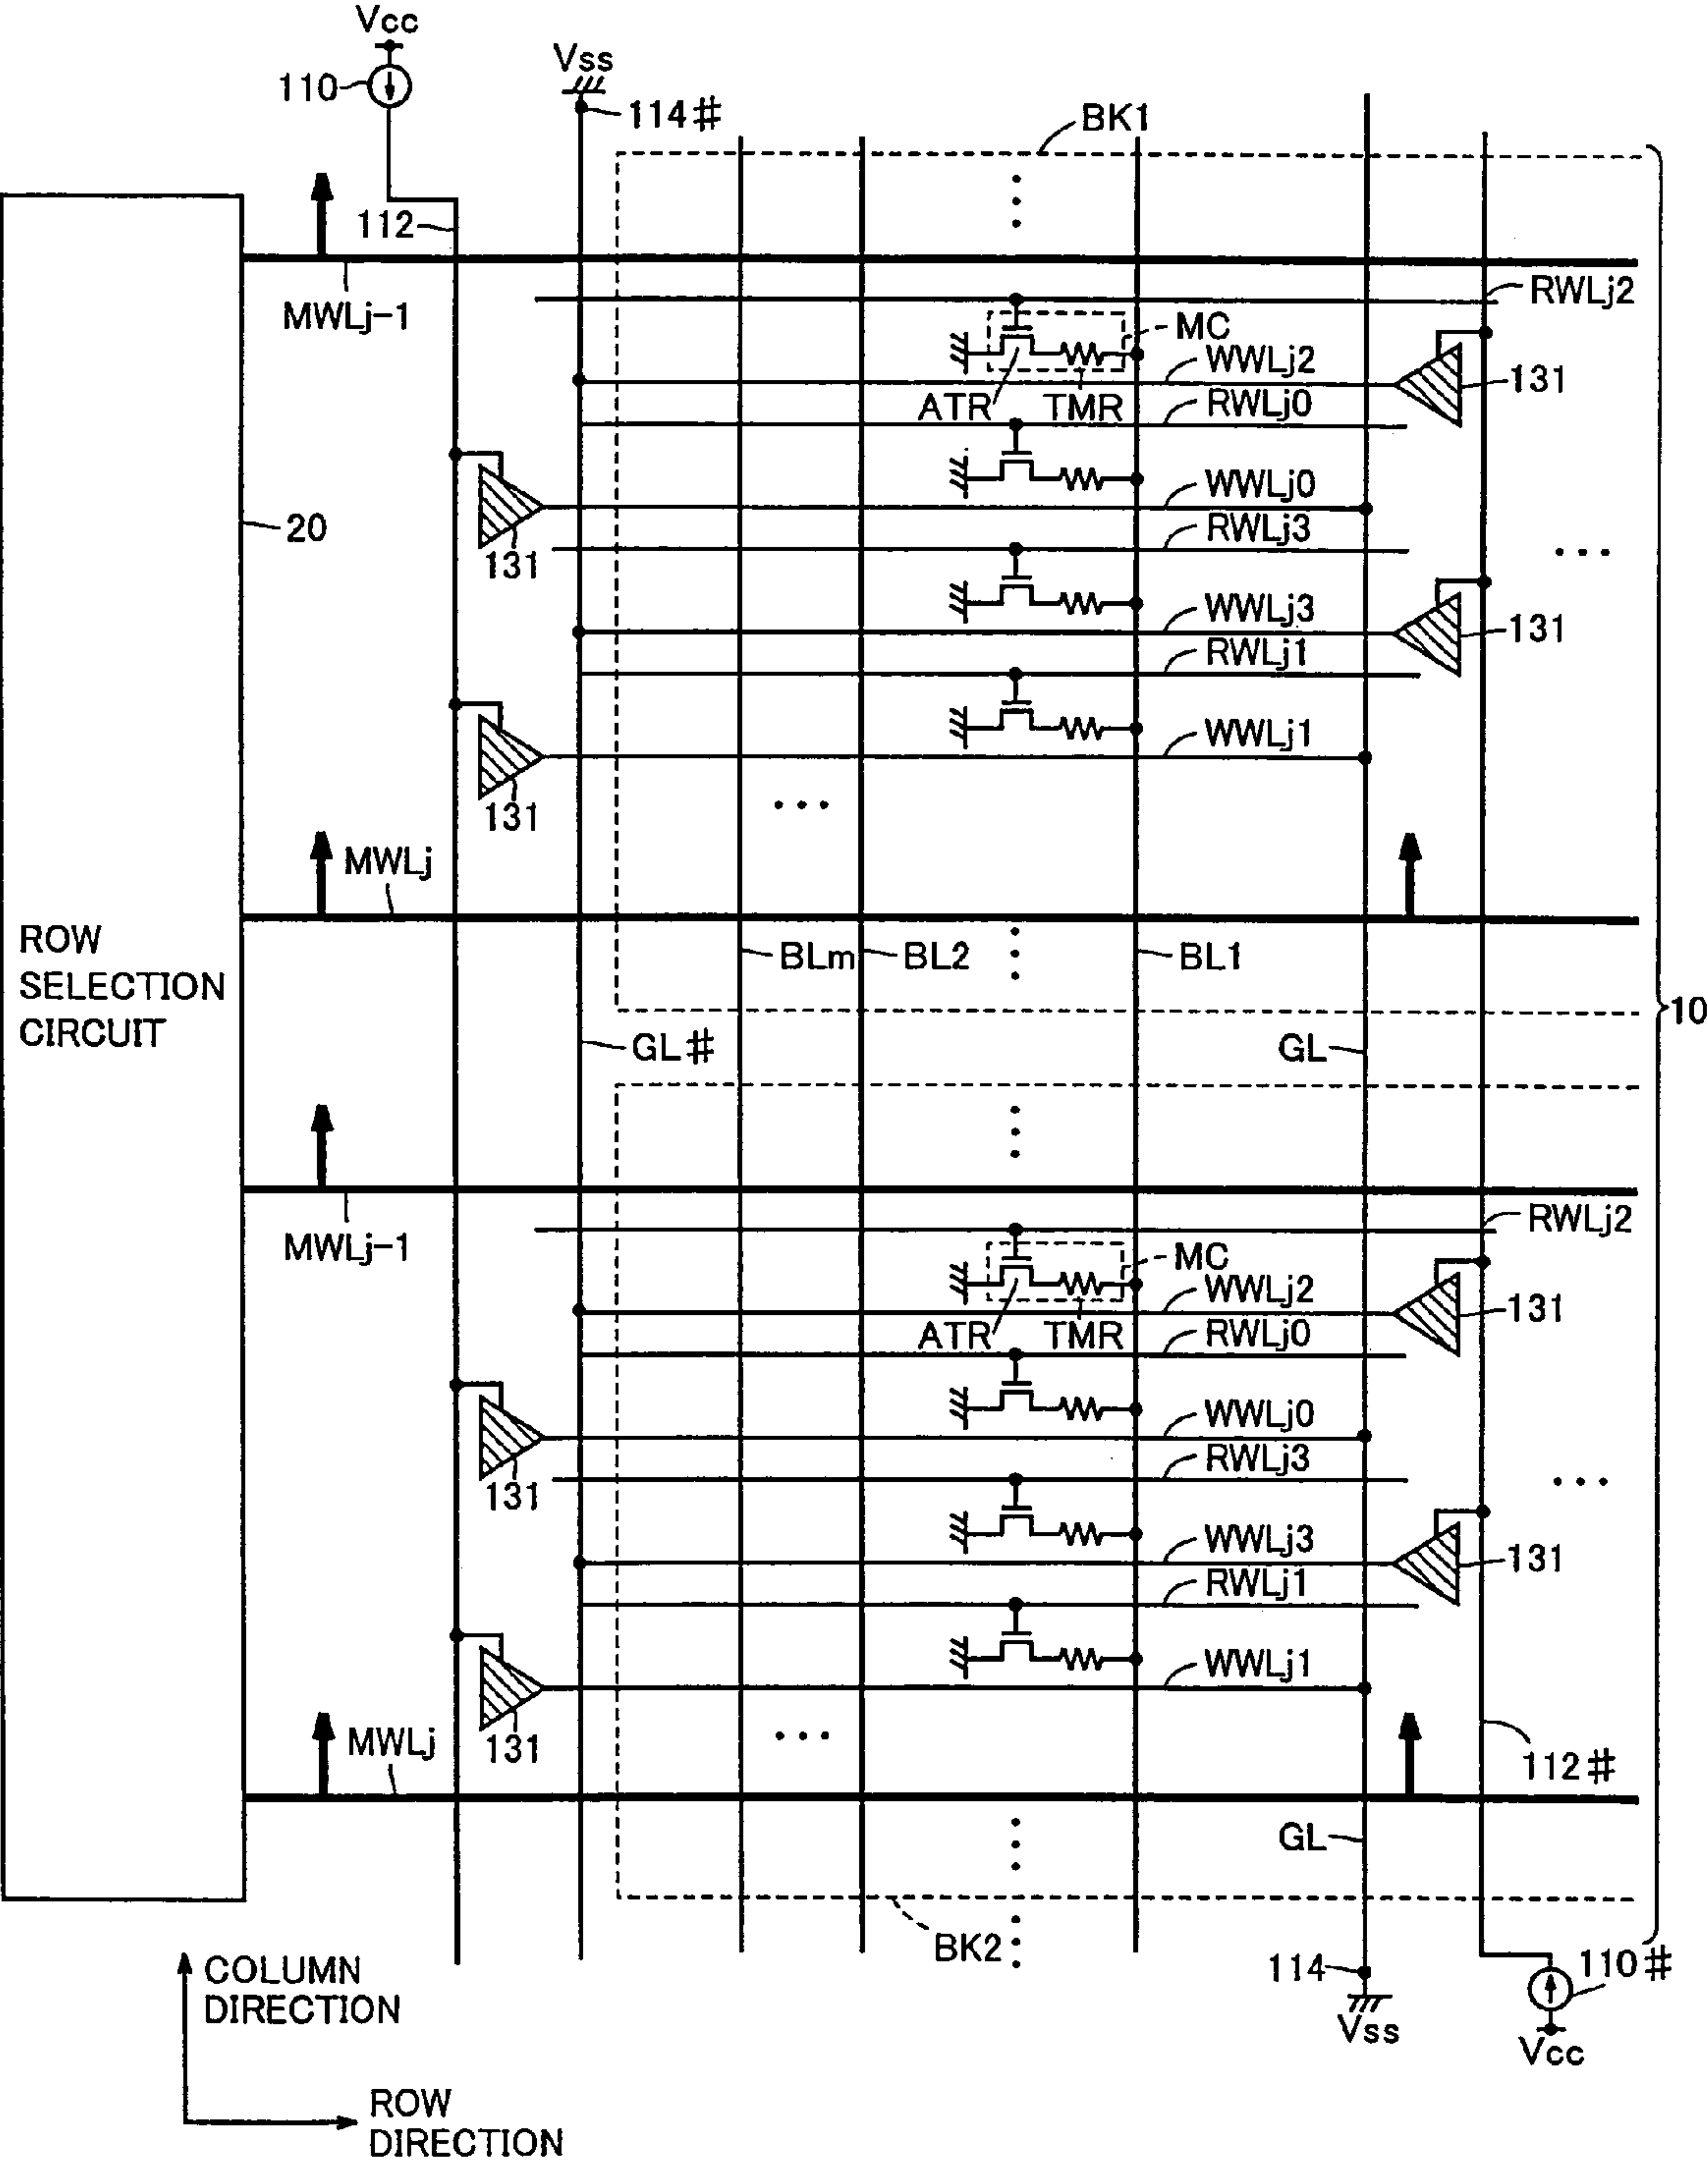 Vcc
Vss
110
114#
BK1
112
MWLj-1
RWLj2
MC
WWLj2
131
ATR
TMR
RWLj0
WWLj0
20
131
RWLj3
...
WWLj3
131
RWLj1
WWLj1
131
...
MWLj
ROW
SELECTION
CIRCUIT
BLm
BL2
BL1
10
GL#
GL
MWLj-1
RWLj2
MC
WWLj2
131
ATR
TMR
RWLj0
WWLj0
RWLj3
131
...
WWLj3
131
RWLj1
WWLj1
131
...
MWLj
112#
GL
BK2
COLUMN
DIRECTION
114
110#
Vss
Vcc
ROW
DIRECTION